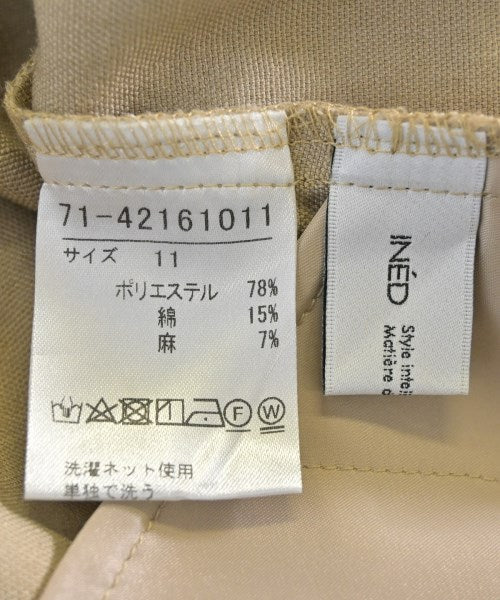 71-42161011
サイズ 11
ポリエステル 78%
綿 15%
麻 7%
F W
洗濯ネット使用
単独で洗う
INÉD
Style
Matière